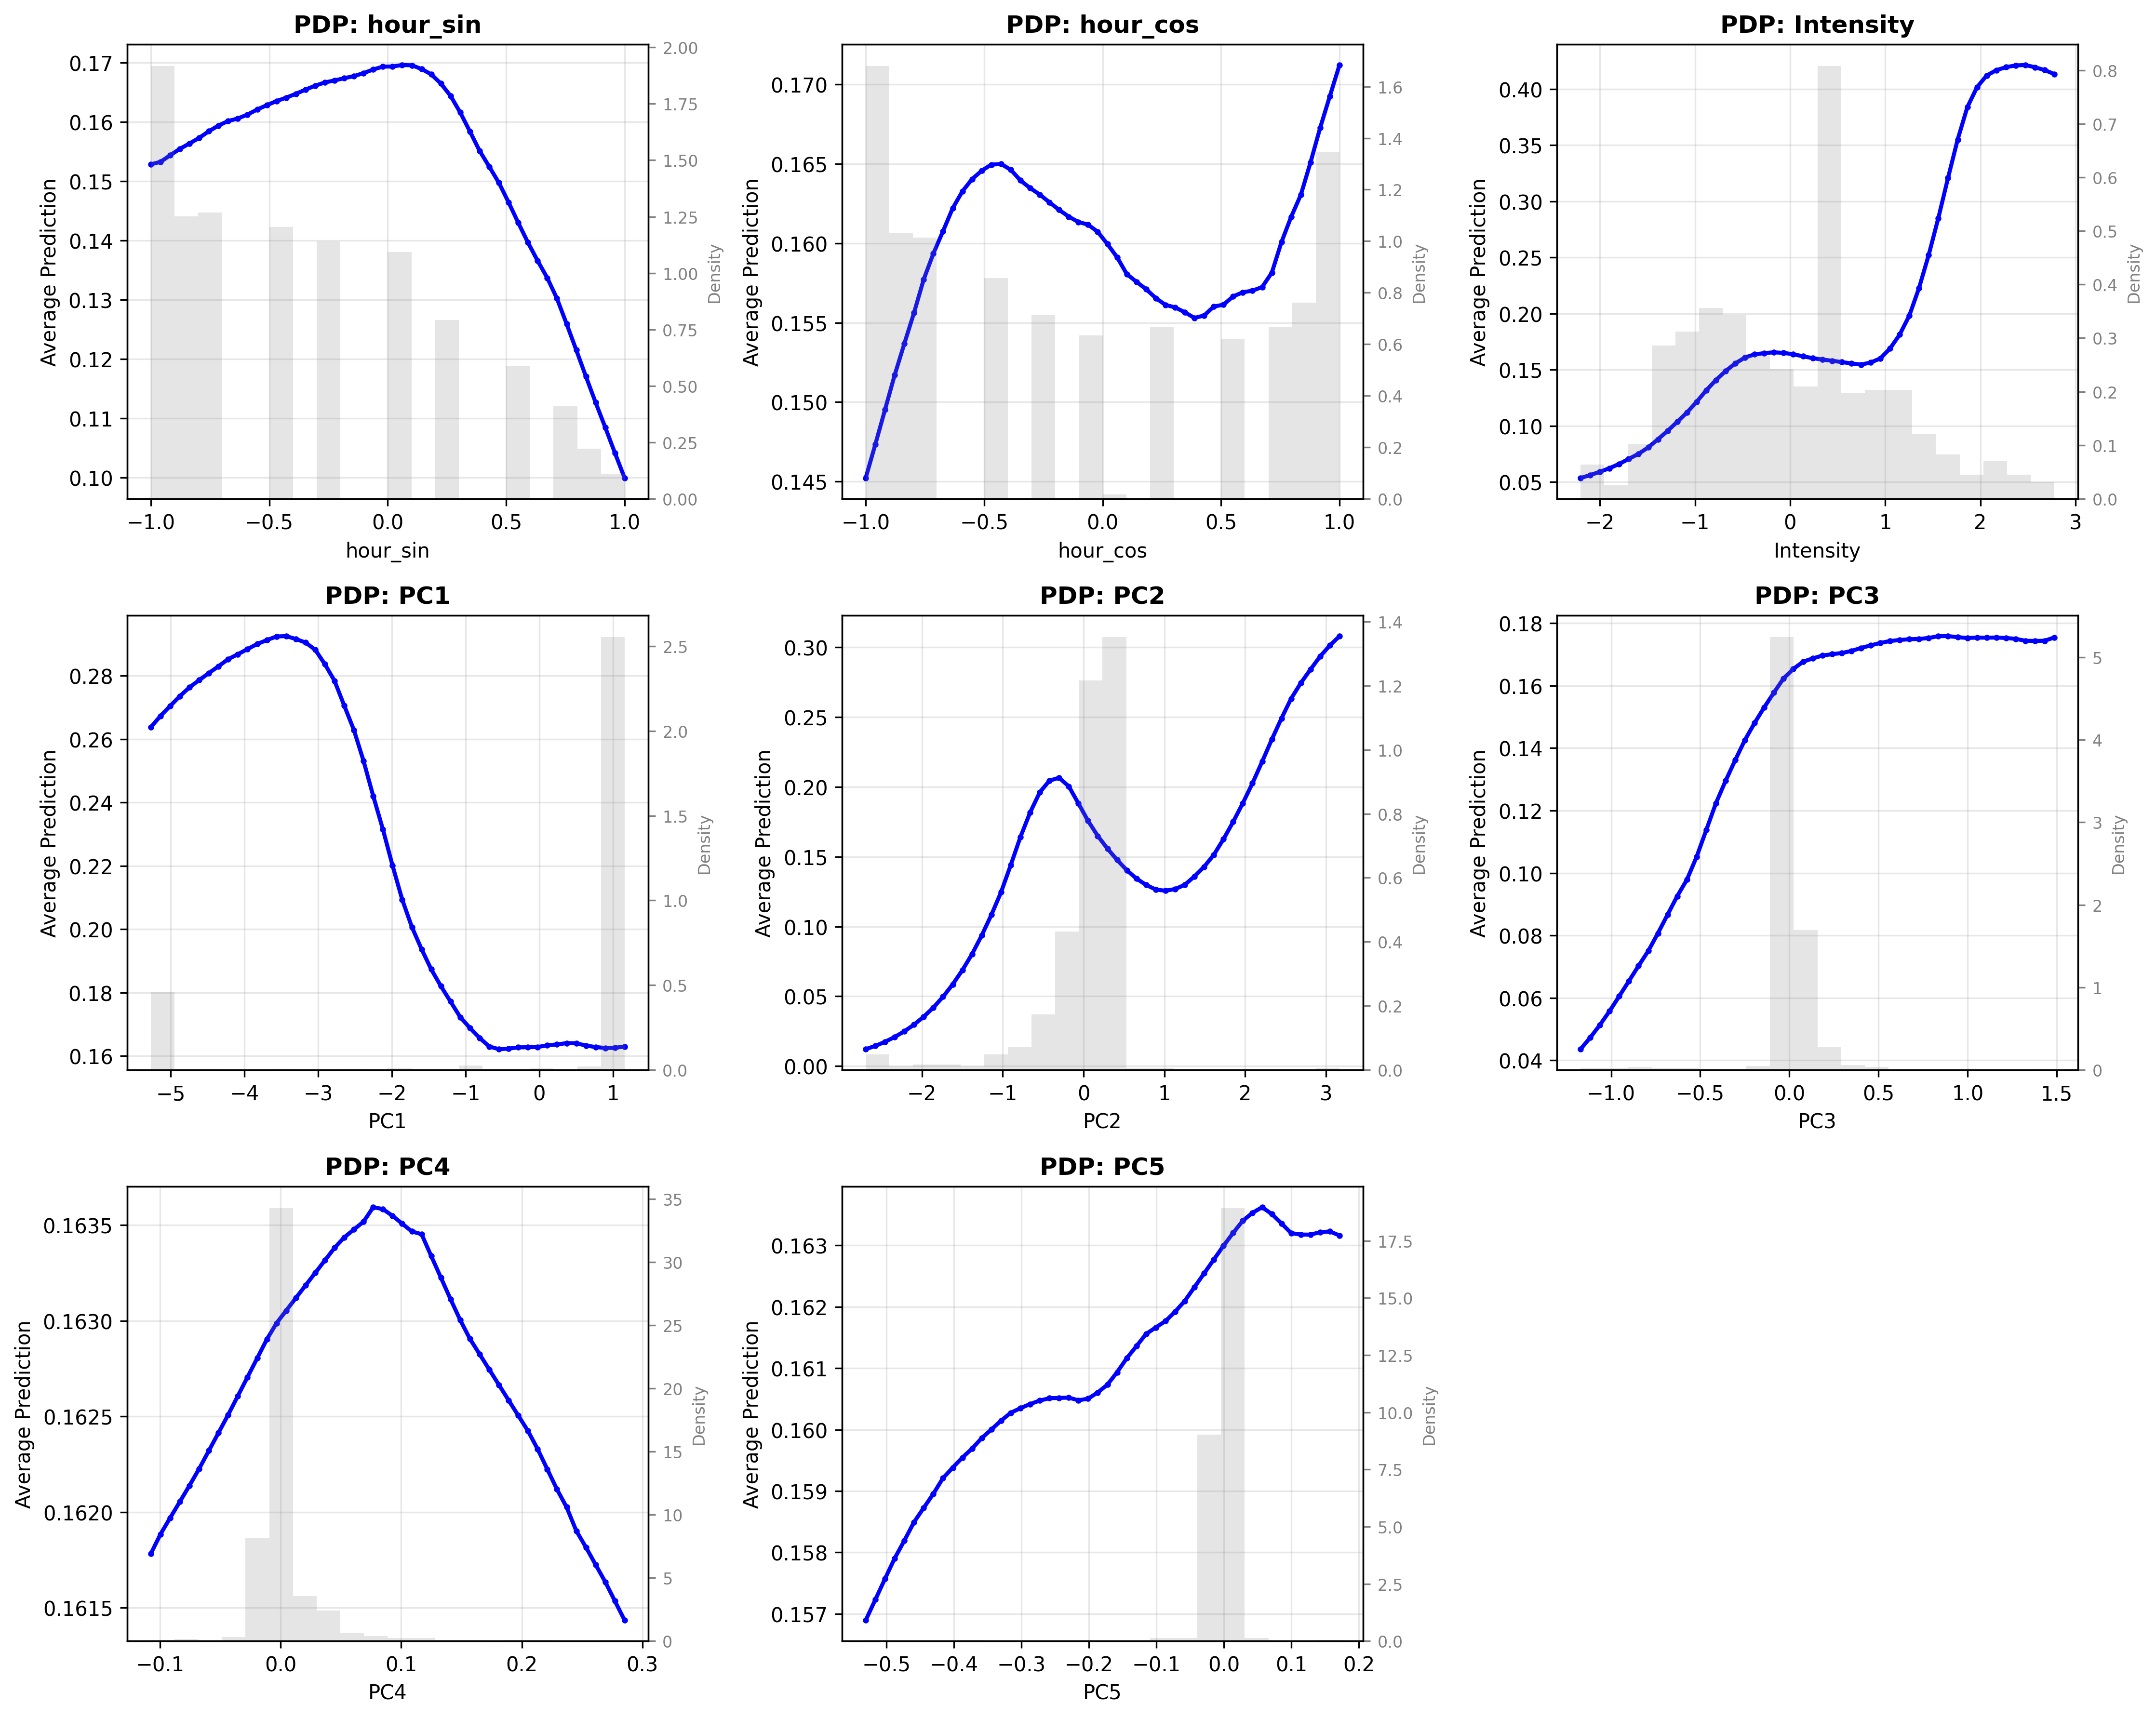 PDP: hour_sin
0.17
0.16
0.15
0.14
0.13
0.12
0.11
0.10
Average Prediction
−1.0 −0.5 0.0 0.5 1.0
hour_sin
2.00
1.75
1.50
1.25
1.00
0.75
0.50
0.25
0.00
Density
PDP: hour_cos
0.170
0.165
0.160
0.155
0.150
0.145
Average Prediction
−1.0 −0.5 0.0 0.5 1.0
hour_cos
1.6
1.4
1.2
1.0
0.8
0.6
0.4
0.2
0.0
Density
PDP: Intensity
0.40
0.35
0.30
0.25
0.20
0.15
0.10
0.05
Average Prediction
−2 −1 0 1 2 3
Intensity
0.8
0.7
0.6
0.5
0.4
0.3
0.2
0.1
0.0
Density
PDP: PC1
0.28
0.26
0.24
0.22
0.20
0.18
0.16
Average Prediction
−5 −4 −3 −2 −1 0 1
PC1
2.5
2.0
1.5
1.0
0.5
0.0
Density
PDP: PC2
0.30
0.25
0.20
0.15
0.10
0.05
0.00
Average Prediction
−2 −1 0 1 2 3
PC2
1.4
1.2
1.0
0.8
0.6
0.4
0.2
0.0
Density
PDP: PC3
0.18
0.16
0.14
0.12
0.10
0.08
0.06
0.04
Average Prediction
−1.0 −0.5 0.0 0.5 1.0 1.5
PC3
5
4
3
2
1
0
Density
PDP: PC4
0.1635
0.1630
0.1625
0.1620
0.1615
Average Prediction
−0.1 0.0 0.1 0.2 0.3
PC4
35
30
25
20
15
10
5
0
Density
PDP: PC5
0.163
0.162
0.161
0.160
0.159
0.158
0.157
Average Prediction
−0.5 −0.4 −0.3 −0.2 −0.1 0.0 0.1 0.2
PC5
17.5
15.0
12.5
10.0
7.5
5.0
2.5
0.0
Density